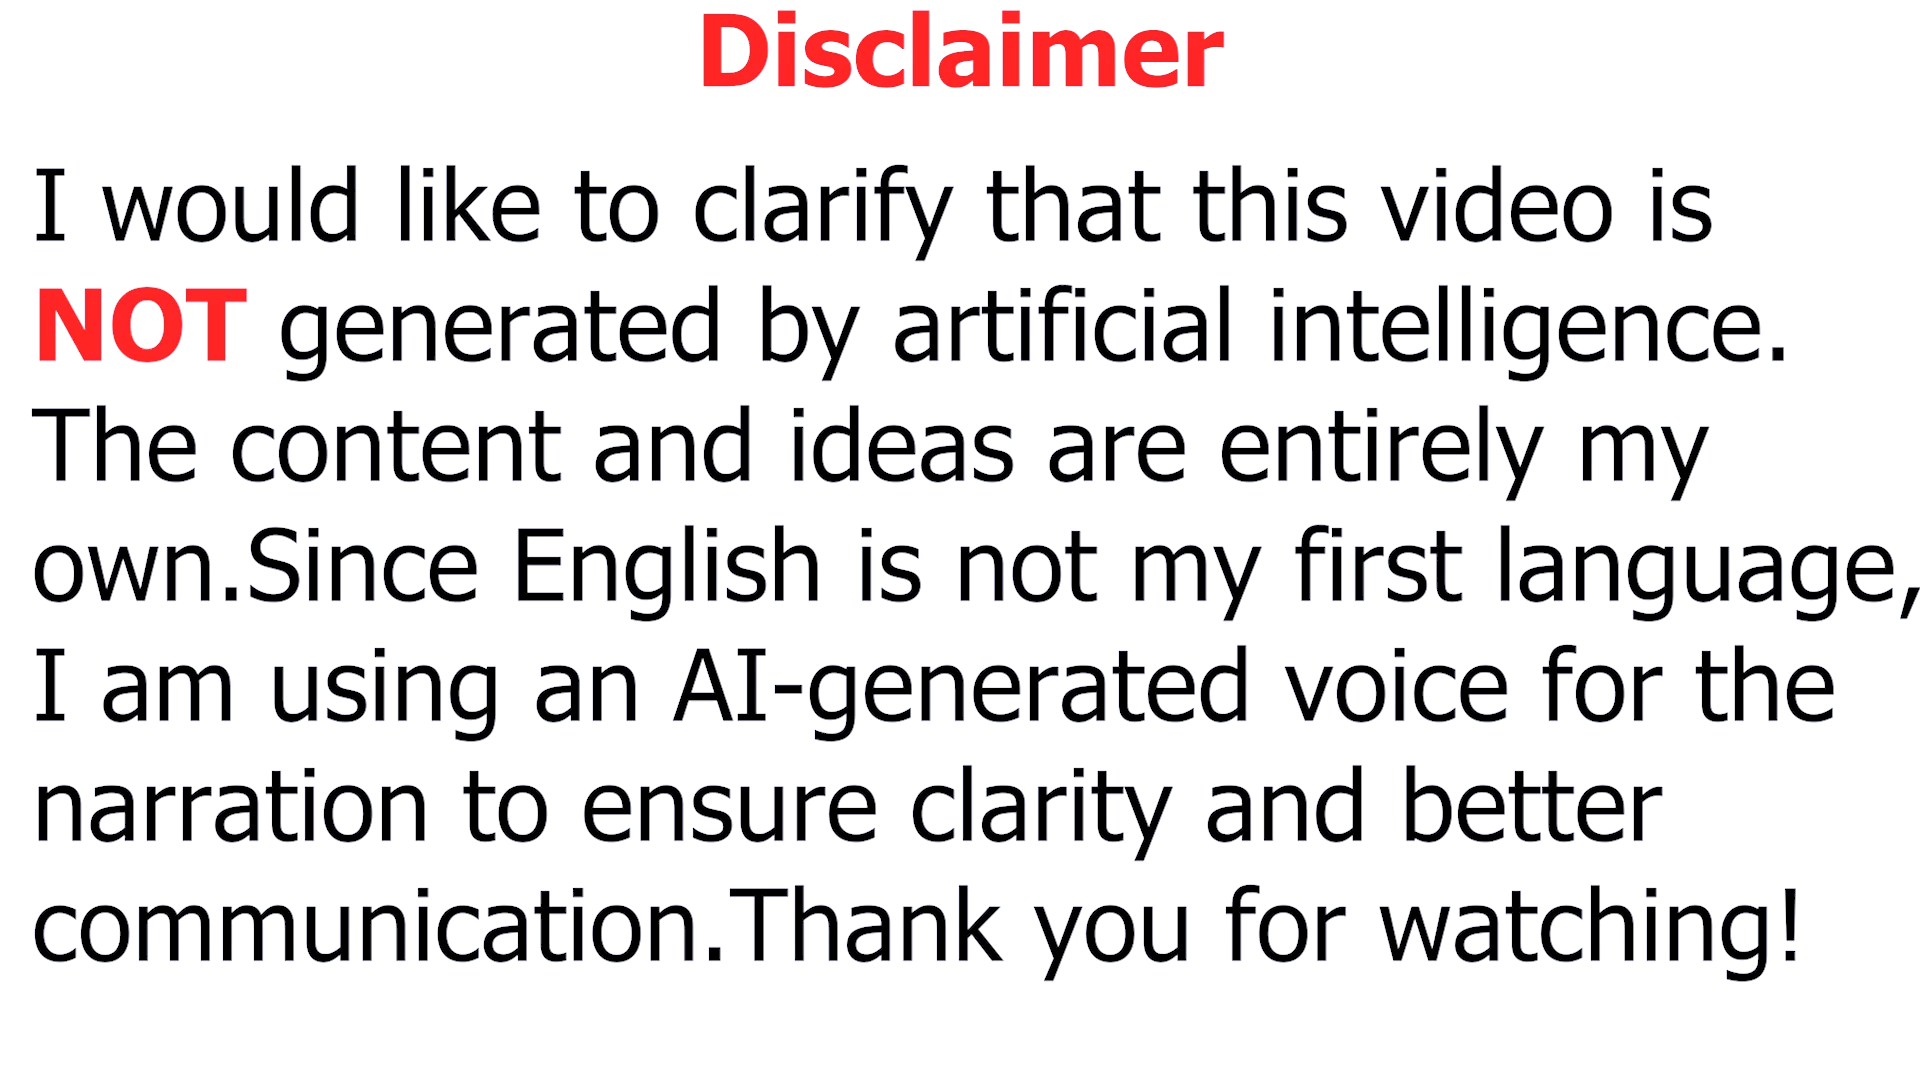 Disclaimer
I would like to clarify that this video is
NOT generated by artificial intelligence.
The content and ideas are entirely my
own.Since English is not my first language,
I am using an AI-generated voice for the
narration to ensure clarity and better
communication.Thank you for watching!